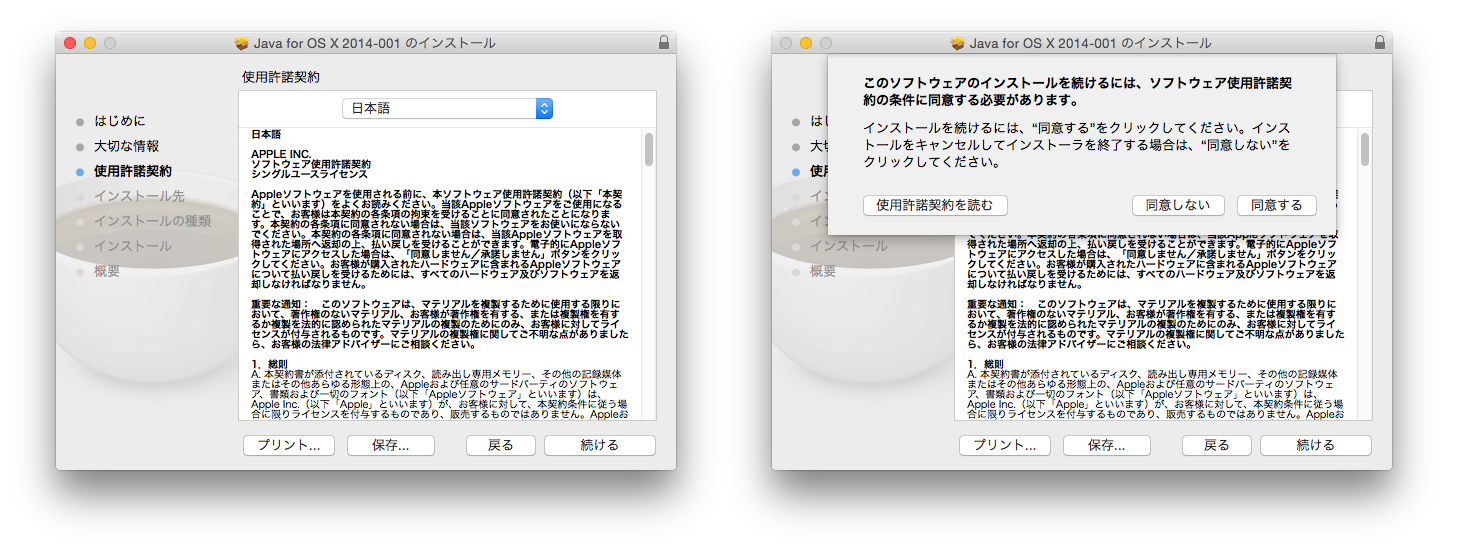 Java for OS X 2014-001 のインストール
使用許諾契約
はじめに
大切な情報
使用許諾契約
インストール先
インストールの種類
インストール
概要
日本語
日本語
APPLE INC.
ソフトウェア使用許諾契約
シングルユースライセンス
Appleソフトウェアを使用される前に、本ソフトウェア使用許諾契約（以下「本契
約」といいます）をよくお読みください。当該Appleソフトウェアをご使用になる
ことで、お客様は本契約の各条項の拘束を受けることに同意されたことになりま
す。本契約の各条項に同意されない場合は、当該ソフトウェアをお使いにならない
でください。本契約の各条項に同意されない場合は、当該Appleソフトウェアを取
得された場所へ返却の上、払い戻しを受けることができます。電子的にAppleソフ
トウェアにアクセスした場合は、「同意しません／承諾しません」ボタンをクリッ
クしてください。お客様が購入されたハードウェアに含まれるAppleソフトウェア
について払い戻しを受けるためには、すべてのハードウェア及びソフトウェアを返
却しなければなりません。
重要な通知：　このソフトウェアは、マテリアルを複製するために使用する限りに
おいて、著作権のないマテリアル、お客様が著作権を有する、または複製権を有す
るか複製を法的に認められたマテリアルの複製のためにのみ、お客様に対してライ
センスが付与されるものです。マテリアルの複製権に関してご不明な点がありました
ら、お客様の法律アドバイザーにご相談ください。
1．総則
A. 本契約書が添付されているディスク、読み出し専用メモリー、その他の記録媒体
またはその他あらゆる形態上の、Appleおよび任意のサードパーティのソフトウェ
ア、書類および一切のフォント（以下「Appleソフトウェア」といいます）は、
Apple Inc.（以下「Apple」といいます）が、お客様に対して、本契約条件に従う場
合に限りライセンスを付与するものであり、販売するものではありません。Appleお
プリント...
保存...
戻る
続ける
Java for OS X 2014-001 のインストール
このソフトウェアのインストールを続けるには、ソフトウェア使用許諾契
約の条件に同意する必要があります。
インストールを続けるには、“同意する”をクリックしてください。インス
トールをキャンセルしてインストーラを終了する場合は、“同意しない”を
クリックしてください。
使用許諾契約を読む
同意しない
同意する
は
大切
使用
イン
イン
インストール
概要
でください。本契約の各条項に同意されない場合は、当該Appleソフトウェアを取
得された場所へ返却の上、払い戻しを受けることができます。電子的にAppleソフ
トウェアにアクセスした場合は、「同意しません／承諾しません」ボタンをクリッ
クしてください。お客様が購入されたハードウェアに含まれるAppleソフトウェア
について払い戻しを受けるためには、すべてのハードウェア及びソフトウェアを返
却しなければなりません。
重要な通知：　このソフトウェアは、マテリアルを複製するために使用する限りに
おいて、著作権のないマテリアル、お客様が著作権を有する、または複製権を有す
るか複製を法的に認められたマテリアルの複製のためにのみ、お客様に対してライ
センスが付与されるものです。マテリアルの複製権に関してご不明な点がありました
ら、お客様の法律アドバイザーにご相談ください。
1．総則
A. 本契約書が添付されているディスク、読み出し専用メモリー、その他の記録媒体
またはその他あらゆる形態上の、Appleおよび任意のサードパーティのソフトウェ
ア、書類および一切のフォント（以下「Appleソフトウェア」といいます）は、
Apple Inc.（以下「Apple」といいます）が、お客様に対して、本契約条件に従う場
合に限りライセンスを付与するものであり、販売するものではありません。Appleお
プリント...
保存...
戻る
続ける